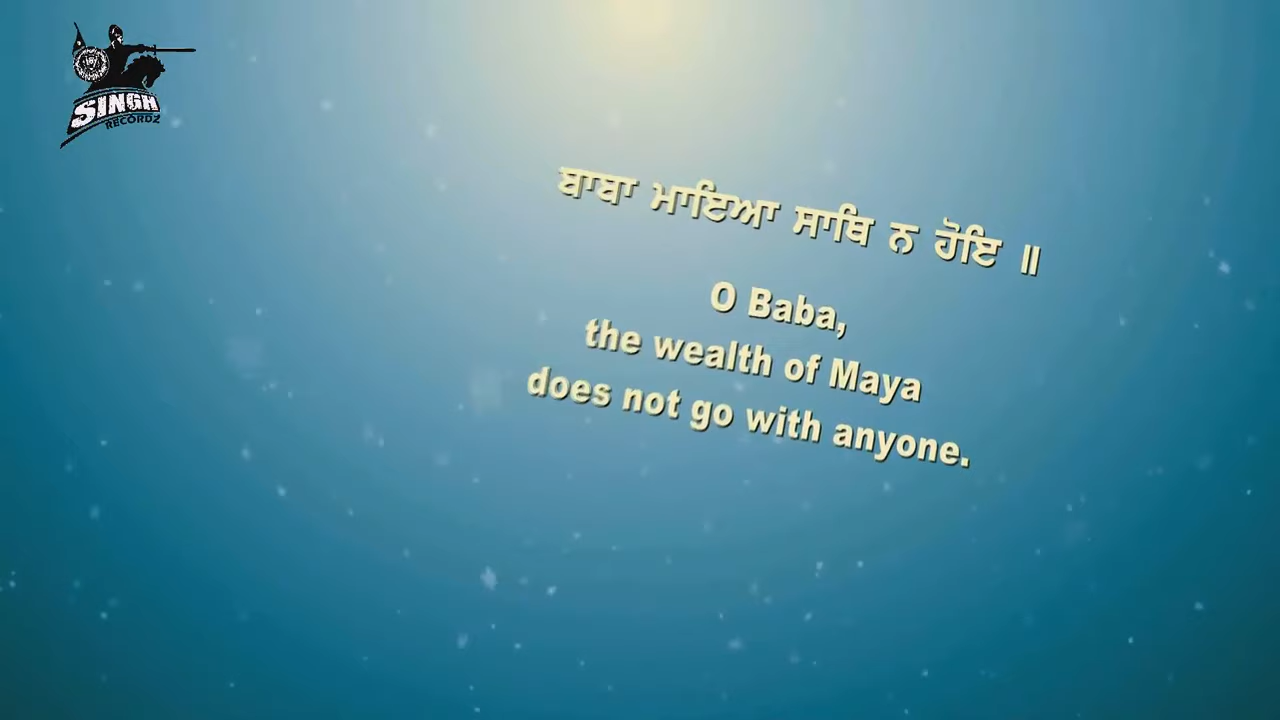 SINGH
RECORDZ
ਬਾਬਾ ਮਾਇਆ ਸਾਥਿ ਨ ਹੋਇ ॥
O Baba,
the wealth of Maya
does not go with anyone.